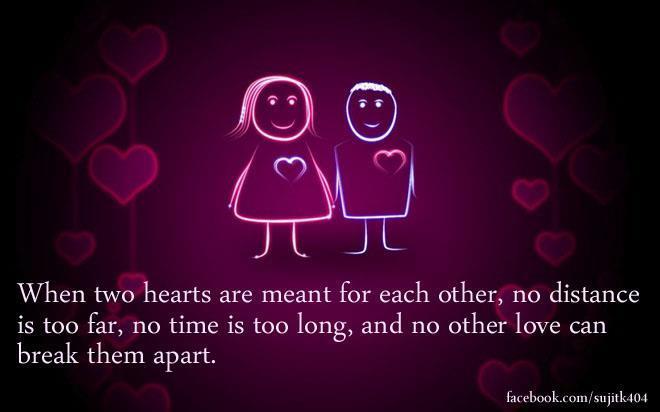 When two hearts are meant for each other, no distance
is too far, no time is too long, and no other love can
break them apart.
facebook.com/sujitk404